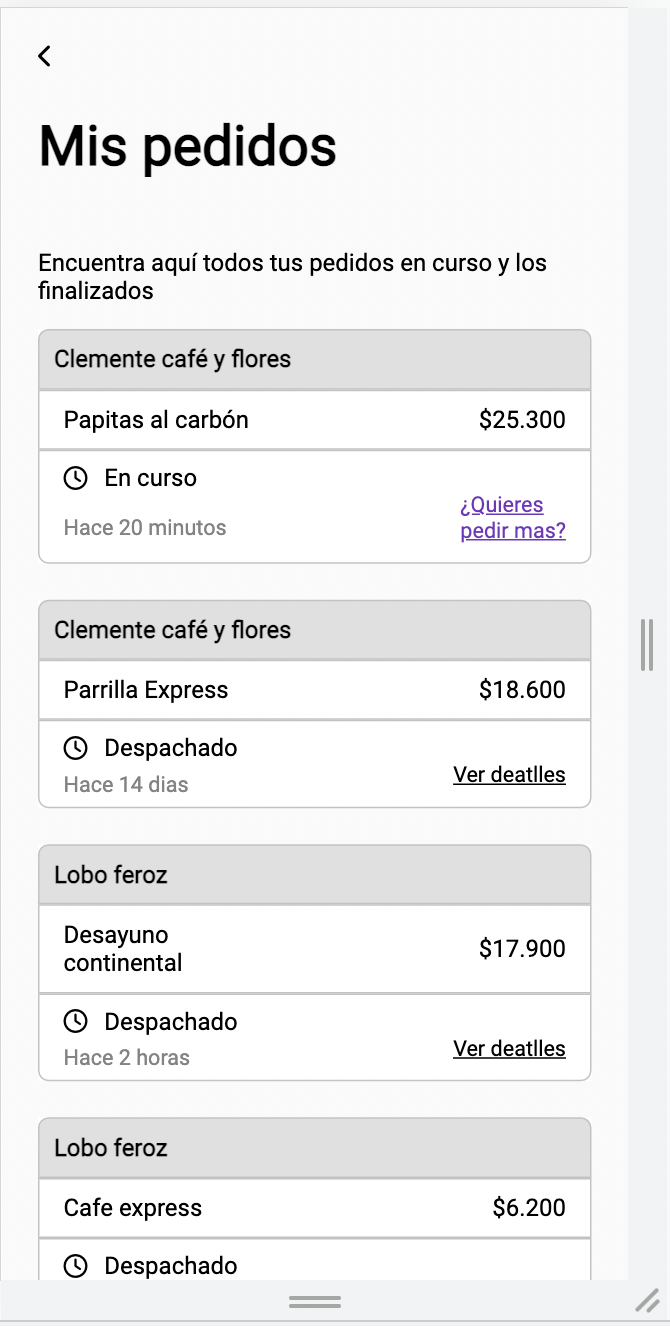 Mis pedidos
Encuentra aquí todos tus pedidos en curso y los
finalizados
Clemente café y flores
Papitas al carbón $25.300
En curso
Hace 20 minutos
¿Quieres
pedir mas?
Clemente café y flores
Parrilla Express $18.600
Despachado
Hace 14 dias
Ver deatlles
Lobo feroz
Desayuno
continental
$17.900
Despachado
Hace 2 horas
Ver deatlles
Lobo feroz
Cafe express $6.200
Despachado